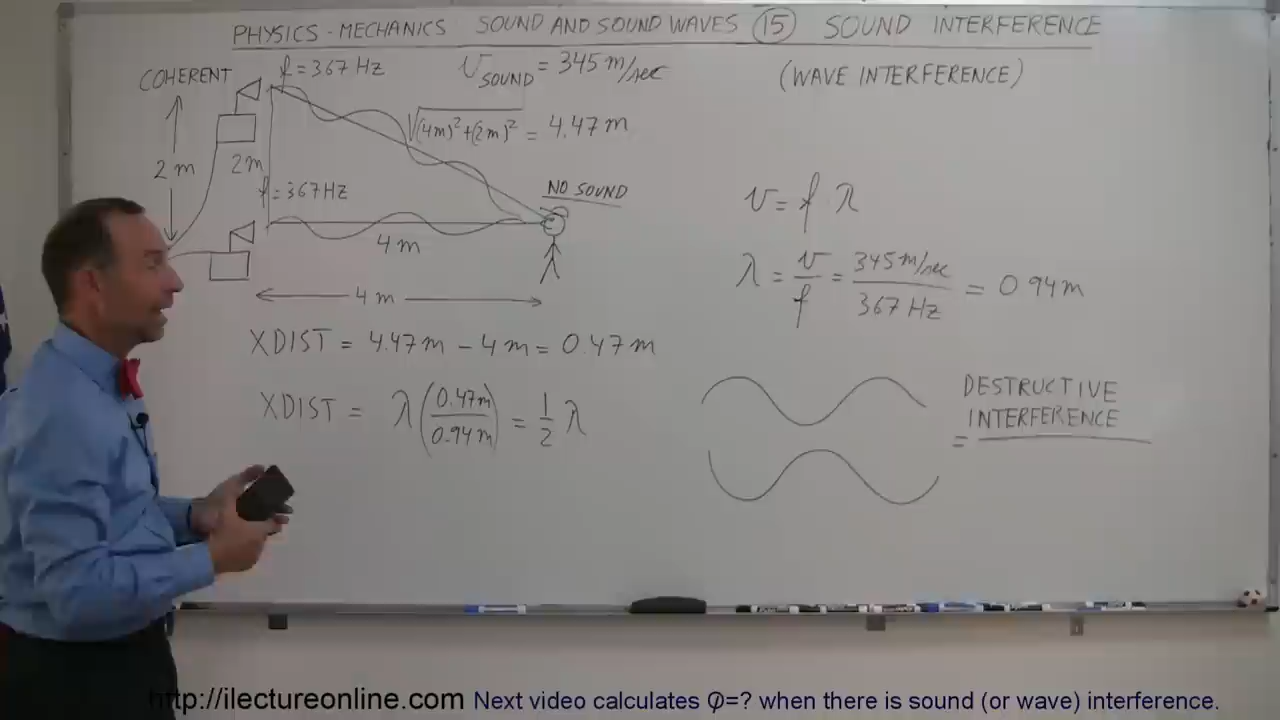 PHYSICS - MECHANICS SOUND AND SOUND WAVES 15 SOUND INTERFERENCE
(WAVE INTERFERENCE)
COHERENT
f = 367 Hz
v SOUND = 345 m/sec
√(4m)²+(2m)² = 4.47 m
2 m
2m
f = 367 Hz
NO SOUND
4 m
4 m
v = f λ
λ = v/f = 345 m/sec / 367 Hz = 0.94 m
XDIST = 4.47 m - 4 m = 0.47 m
XDIST = λ (0.47m / 0.94 m) = 1/2 λ
DESTRUCTIVE
= INTERFERENCE
http://ilectureonline.com Next video calculates φ=? when there is sound (or wave) interference.